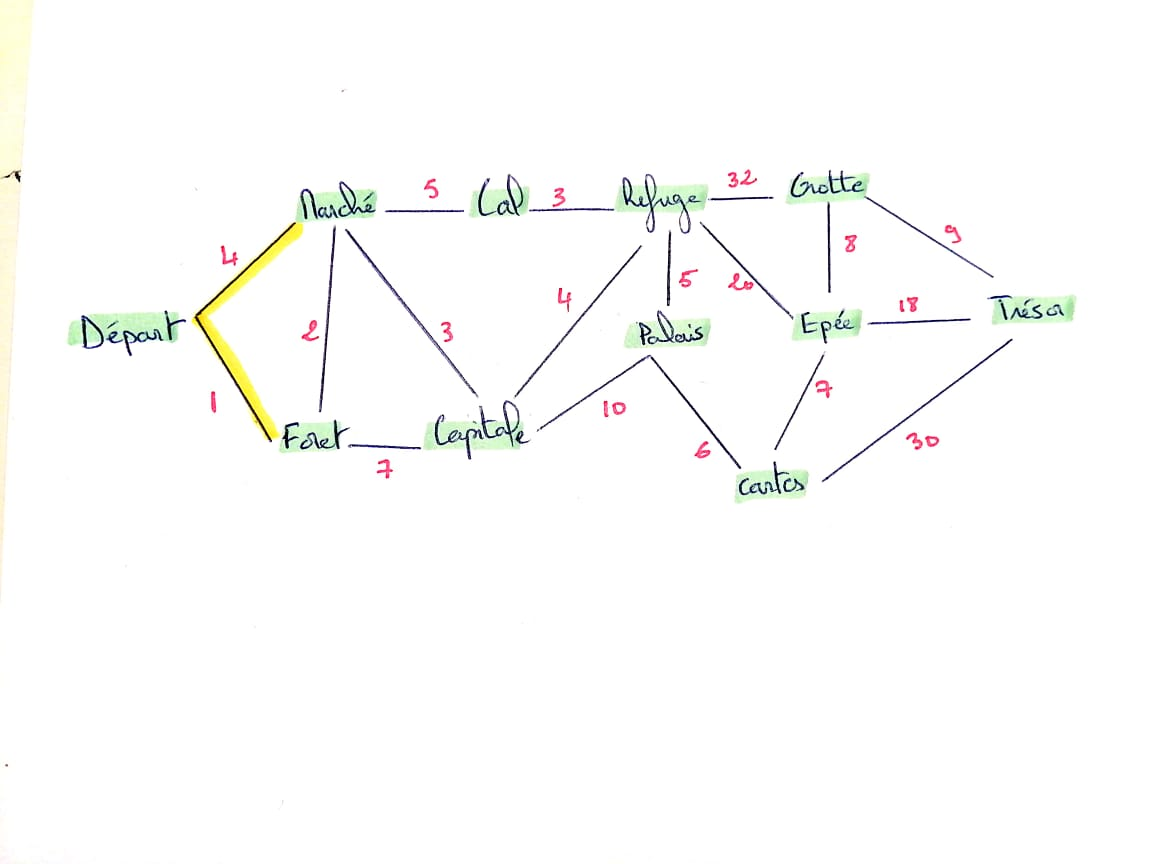 Marché 5 Col 3 Refuge 32 Grotte
4 8 9
4 5 20
Départ 2 3 Palais Epée 18 Trésor
1 10 7
Foret 7 Capitale 6 30
Cartes